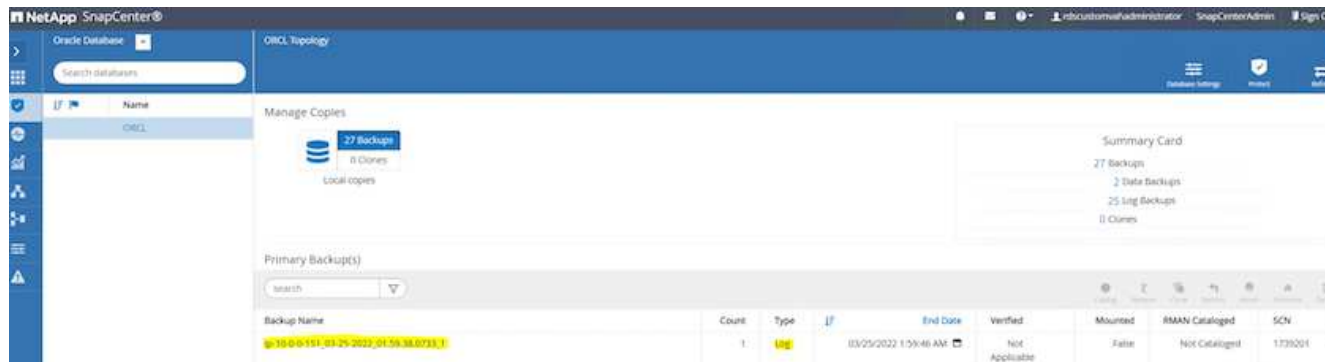 NetApp SnapCenter®
rdscustomval\administrator SnapCenterAdmin Sign
Oracle Database
ORCL Topology
Search databases
Database Settings Protect
Name
ORCL
Manage Copies
27 Backups
0 Clones
Local copies
Summary Card
27 Backups
2 Data Backups
25 Log Backups
0 Clones
Primary Backup(s)
search
Backup Name Count Type End Date Verified Mounted RMAN Cataloged SCN
ip-10-0-0-151_03-25-2022_01.59.38.0733_1 1 Log 03/25/2022 1:59:46 AM Not Applicable False Not Cataloged 1739201